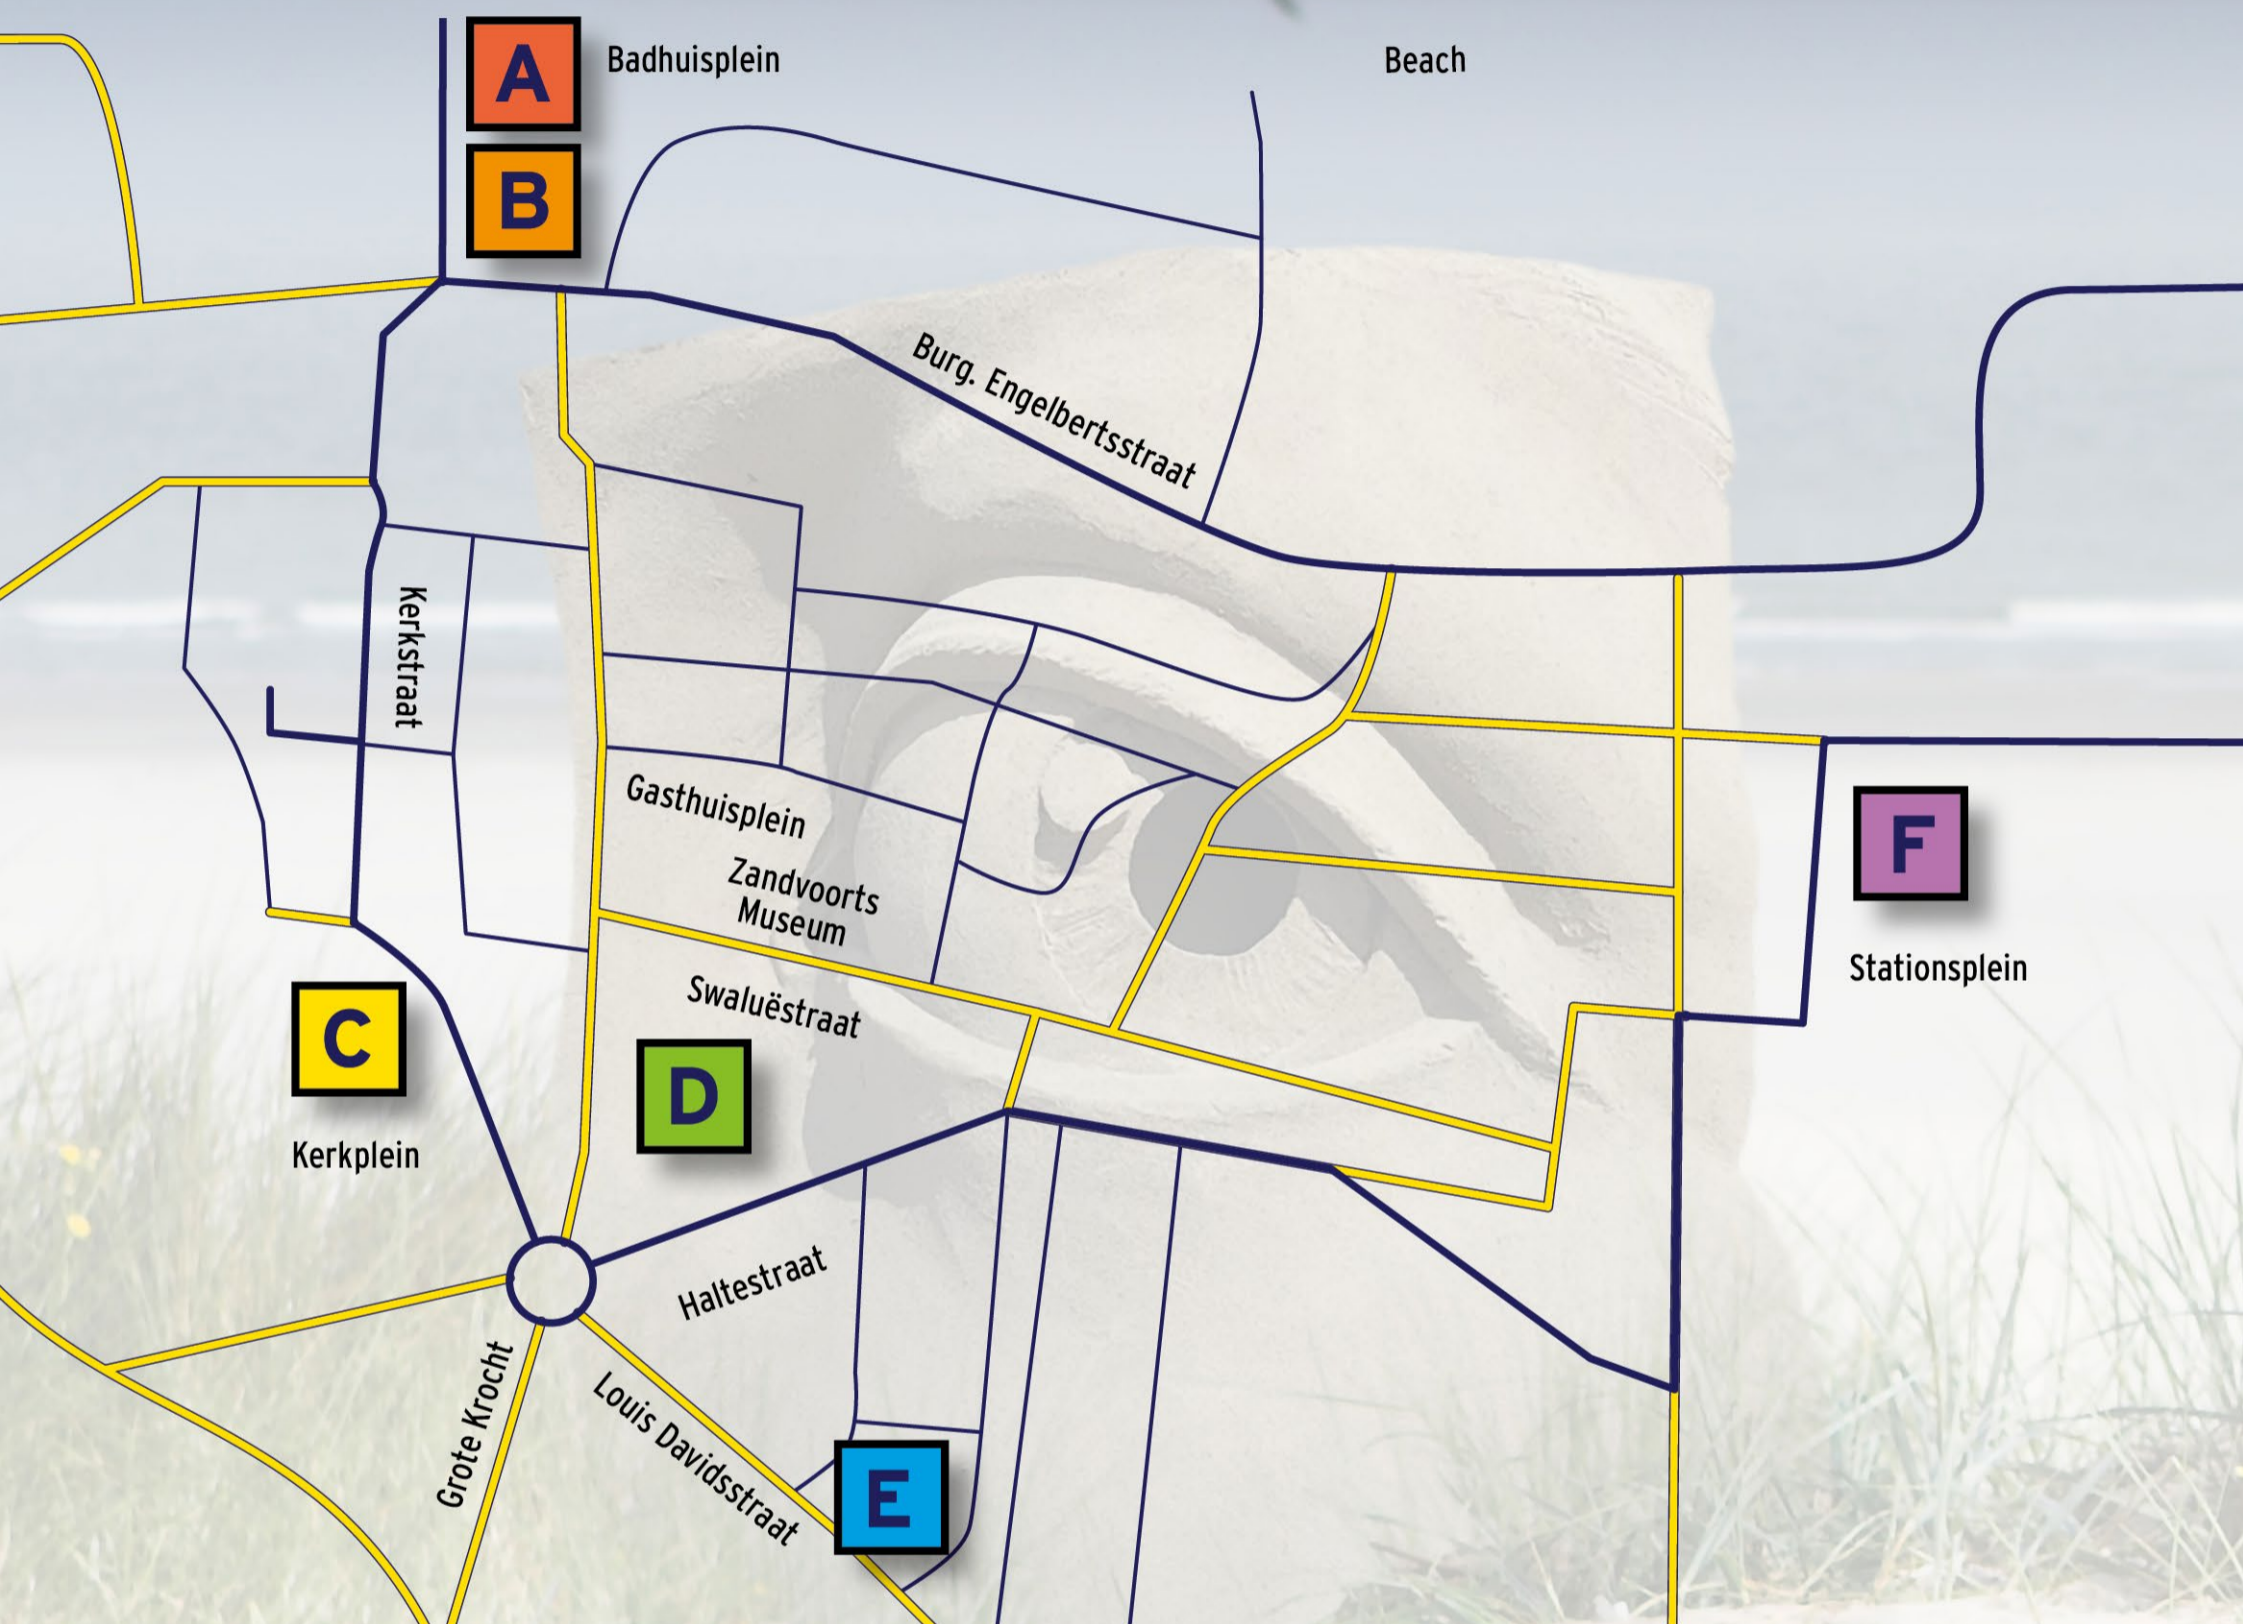 A
Badhuisplein
Beach
B
Burg. Engelbertsstraat
Kerkstraat
Gasthuisplein
Zandvoorts
Museum
F
Stationsplein
Swaluëstraat
C
D
Kerkplein
Haltestraat
Grote Krocht
Louis Davidsstraat
E